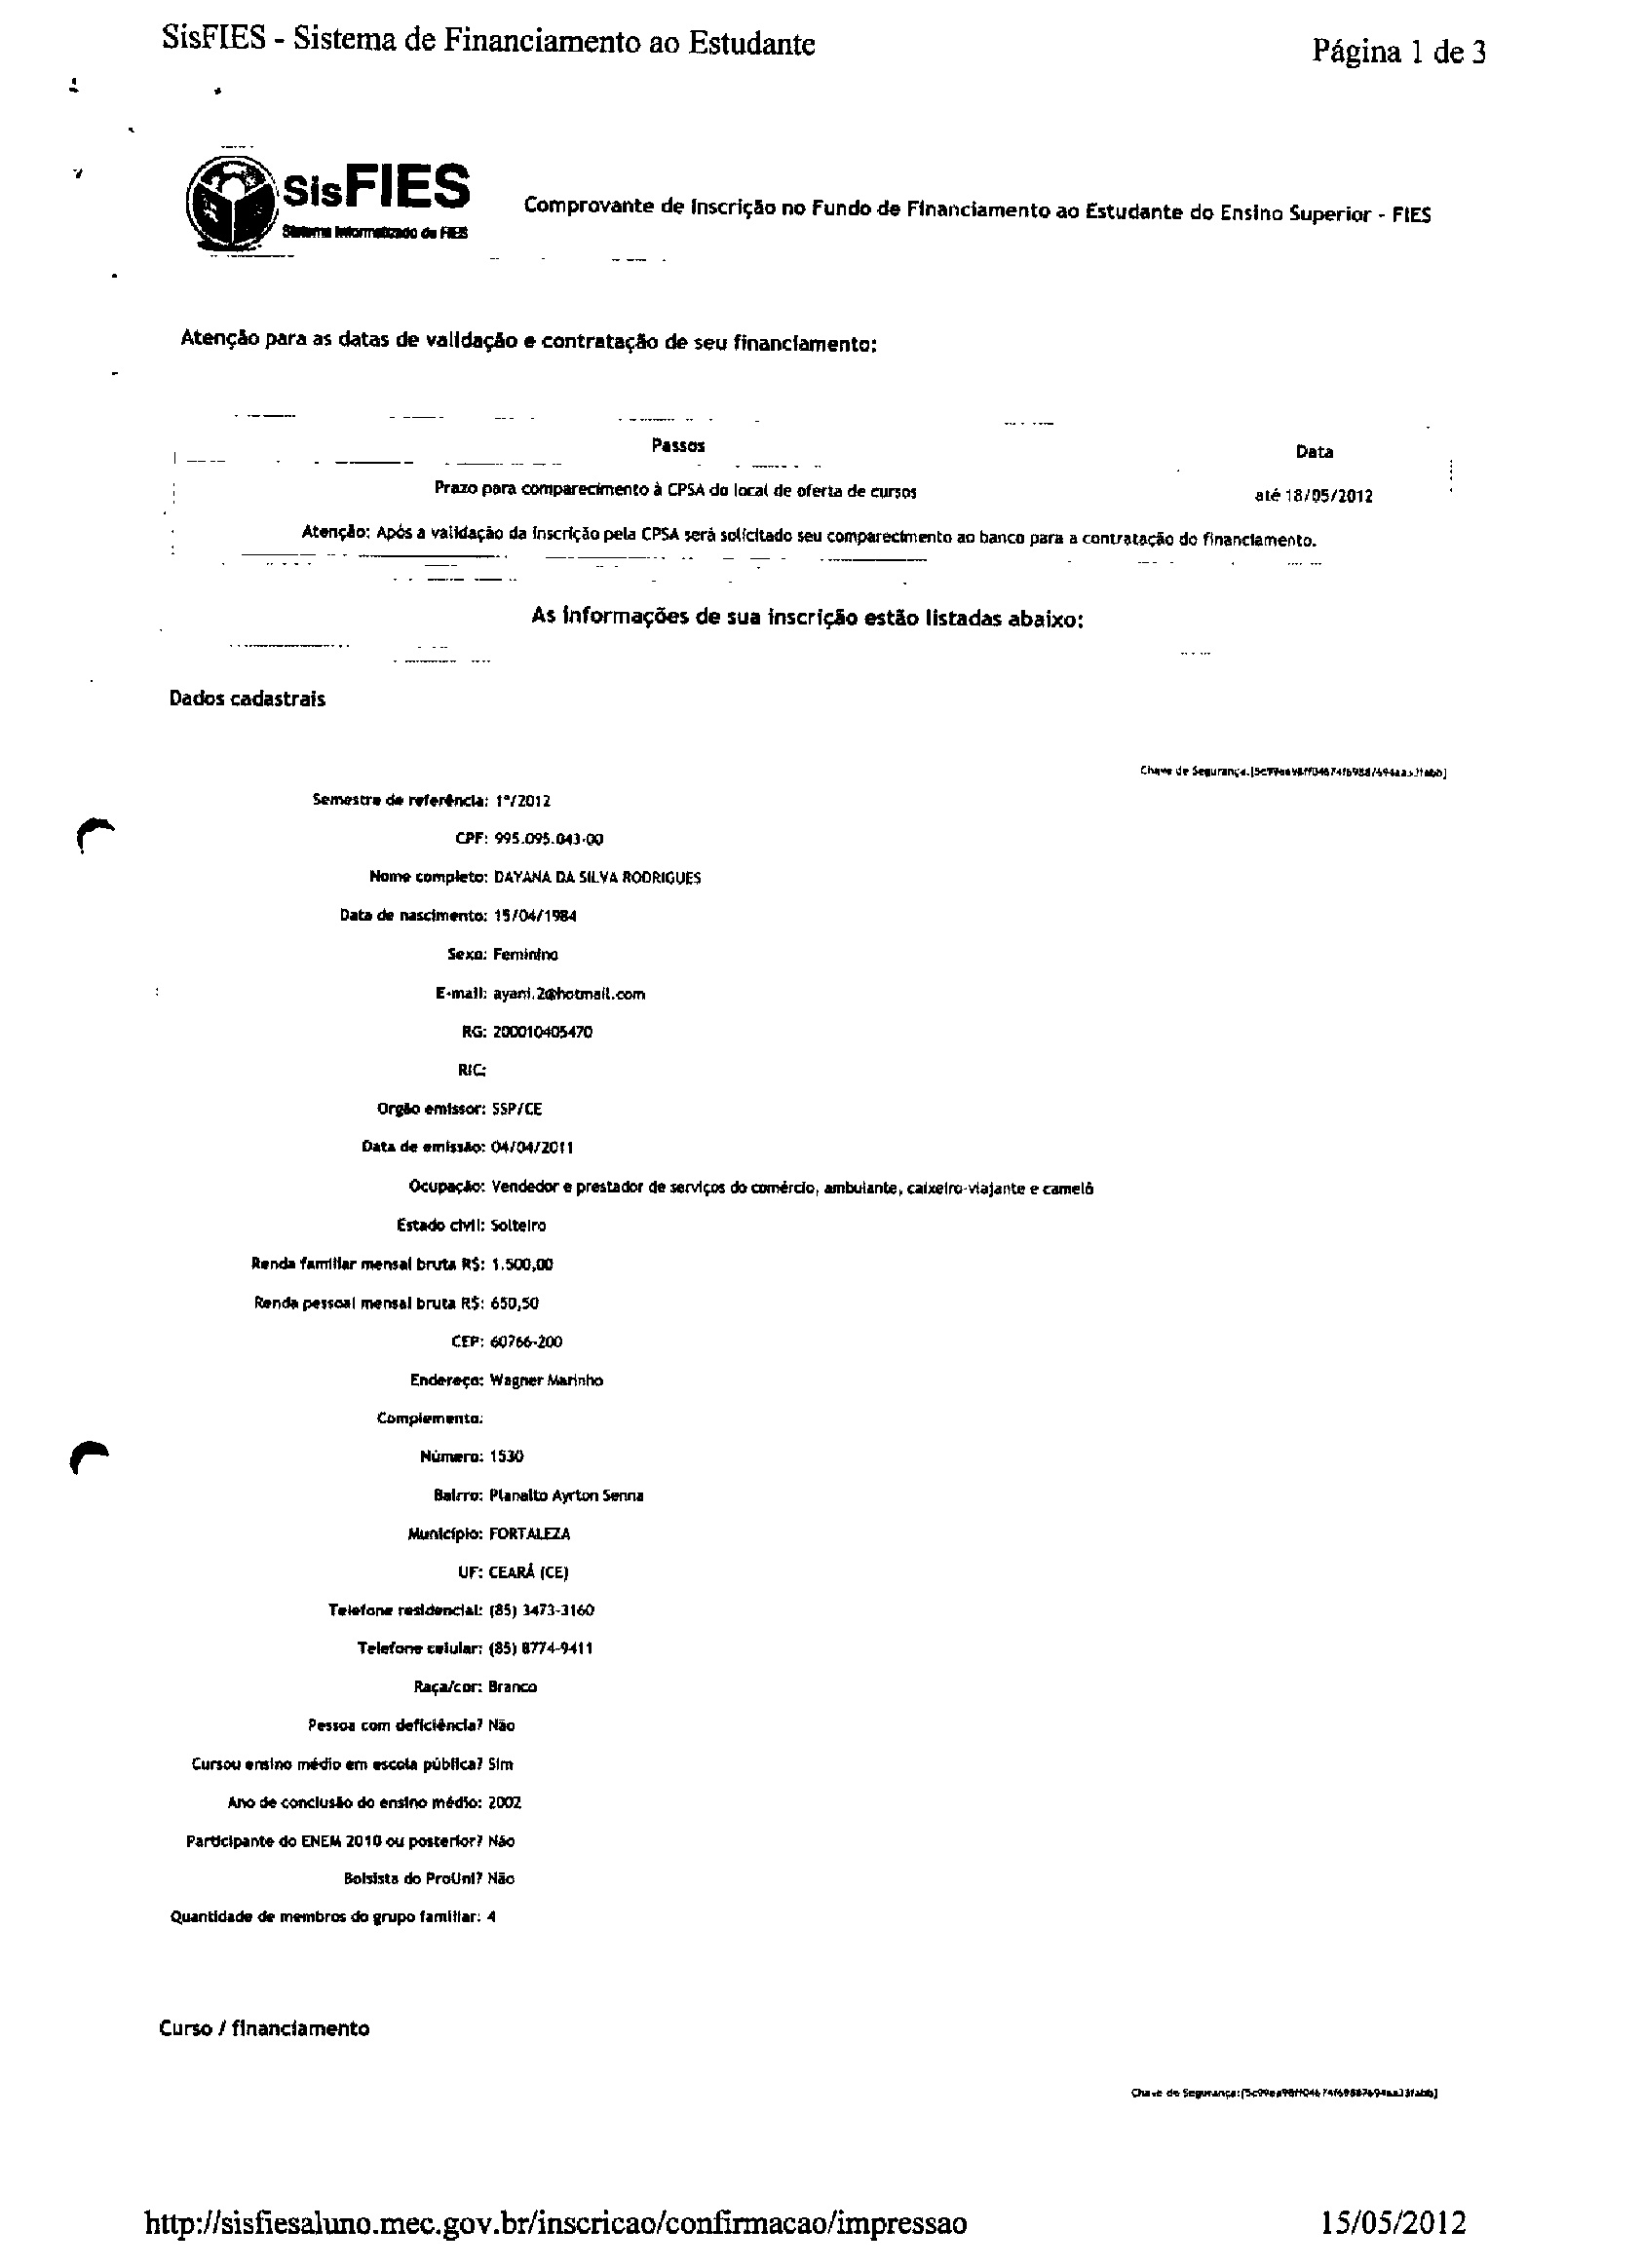 SisFIES - Sistema de Financiamento ao Estudante
Página 1 de 3
SisFIES
Sistema Informatizado do FIES
Comprovante de Inscrição no Fundo de Financiamento ao Estudante do Ensino Superior - FIES
Atenção para as datas de validação e contratação de seu financiamento:
Passos Data
Prazo para comparecimento à CPSA do local de oferta de cursos até 18/05/2012
Atenção: Após a validação da inscrição pela CPSA será solicitado seu comparecimento ao banco para a contratação do financiamento.
As informações de sua inscrição estão listadas abaixo:
Dados cadastrais
Chave de Segurança:
Semestre de referência: 1º/2012
CPF: 995.095.043-00
Nome completo: DAYANA DA SILVA RODRIGUES
Data de nascimento: 15/04/1984
Sexo: Feminino
E-mail: ayani.2@hotmail.com
RG: 200010405470
RIC:
Orgão emissor: SSP/CE
Data de emissão: 04/04/2011
Ocupação: Vendedor e prestador de serviços do comércio, ambulante, caixeiro-viajante e camelô
Estado civil: Solteiro
Renda familiar mensal bruta R$: 1.500,00
Renda pessoal mensal bruta R$: 650,50
CEP: 60766-200
Endereço: Wagner Marinho
Complemento:
Número: 1530
Bairro: Planalto Ayrton Senna
Município: FORTALEZA
UF: CEARÁ (CE)
Telefone residencial: (85) 3473-3160
Telefone celular: (85) 8774-9411
Raça/cor: Branco
Pessoa com deficiência? Não
Cursou ensino médio em escola pública? Sim
Ano de conclusão do ensino médio: 2002
Participante do ENEM 2010 ou posterior? Não
Bolsista do ProUni? Não
Quantidade de membros do grupo familiar: 4
Curso / financiamento
Chave de Segurança:
http://sisfiesaluno.mec.gov.br/inscricao/confirmacao/impressao
15/05/2012